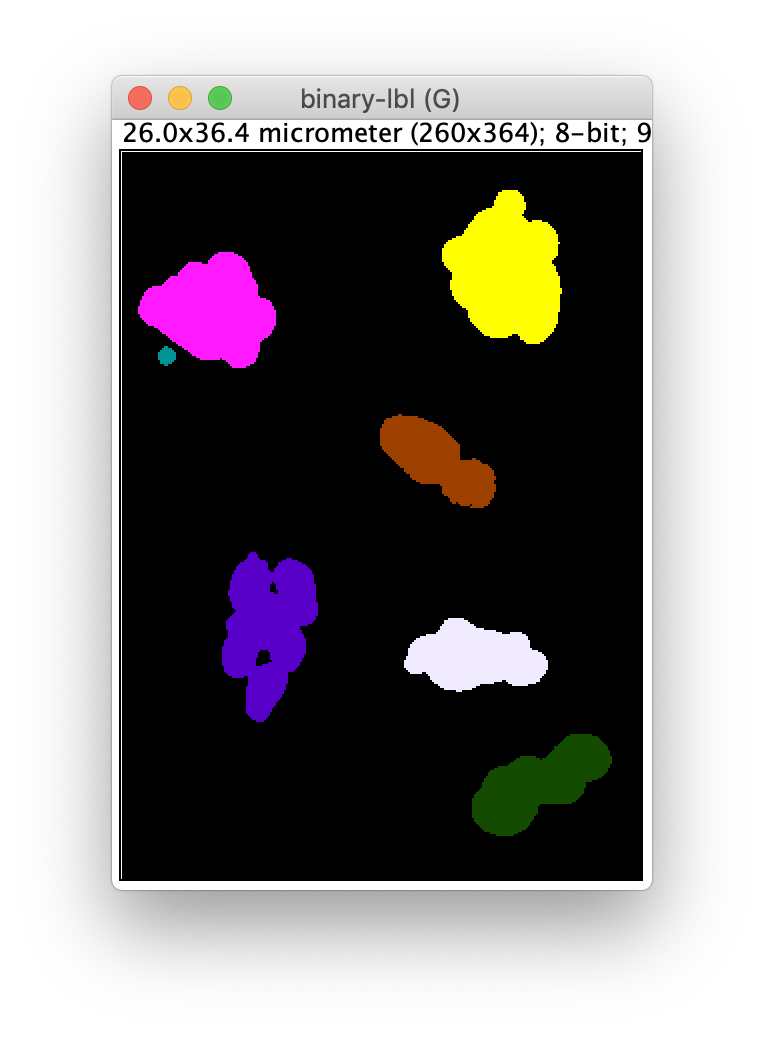 binary-lbl (G)
26.0x36.4 micrometer (260x364); 8-bit; 9